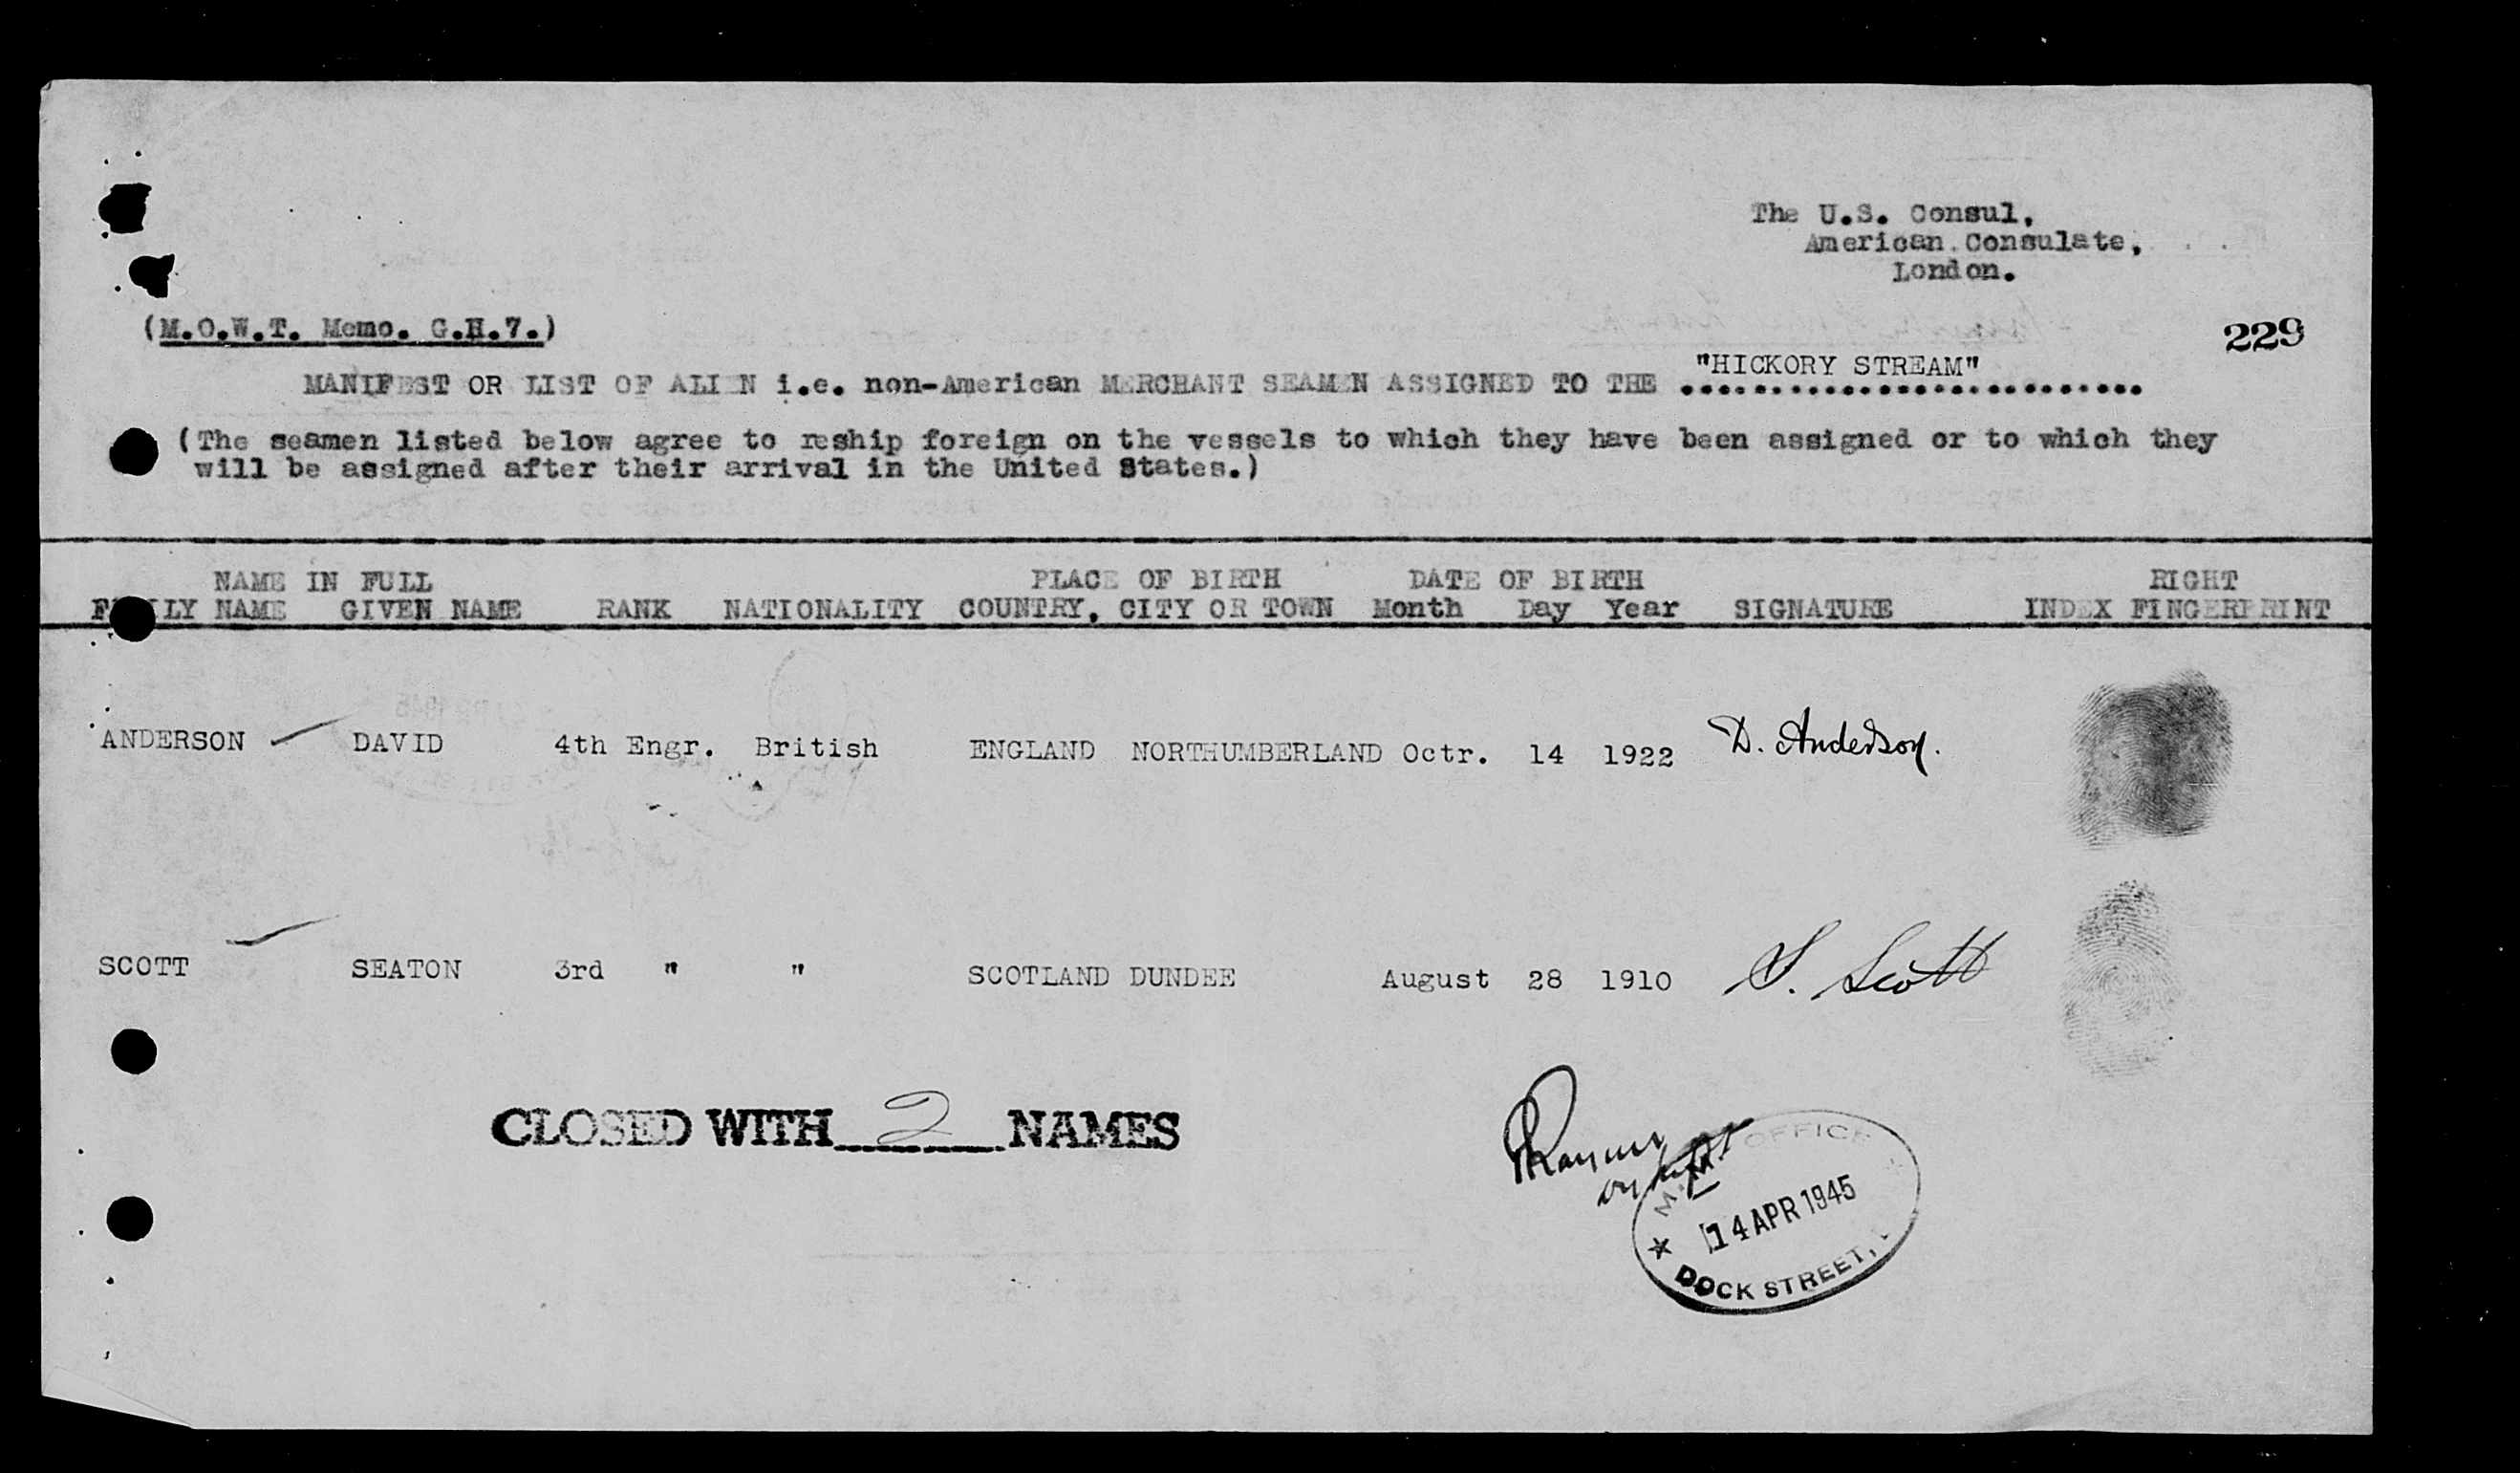 The U.S. Consul,
American Consulate,
London.
(M.O.W.T. Memo. G.H.7.)
229
"HICKORY STREAM"
MANIFEST OR LIST OF ALIEN i.e. non-American MERCHANT SEAMEN ASSIGNED TO THE ..........................
(The seamen listed below agree to reship foreign on the vessels to which they have been assigned or to which they
will be assigned after their arrival in the United States.)
NAME IN FULL PLACE OF BIRTH DATE OF BIRTH RIGHT
FAMILY NAME GIVEN NAME RANK NATIONALITY COUNTRY, CITY OR TOWN Month Day Year SIGNATURE INDEX FINGERPRINT
ANDERSON DAVID 4th Engr. British ENGLAND NORTHUMBERLAND Octr. 14 1922 D. Anderson.
SCOTT SEATON 3rd " " SCOTLAND DUNDEE August 28 1910 S. Scott
CLOSED WITH 2 NAMES
OFFICE
14 APR 1945
DOCK STREET,